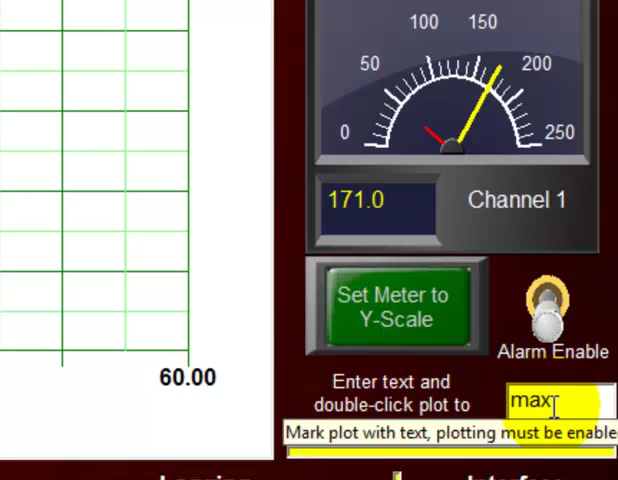 100 150
50 200
0 250
171.0 Channel 1
Set Meter to
Y-Scale
Alarm Enable
60.00
Enter text and
double-click plot to
max
Mark plot with text, plotting must be enable